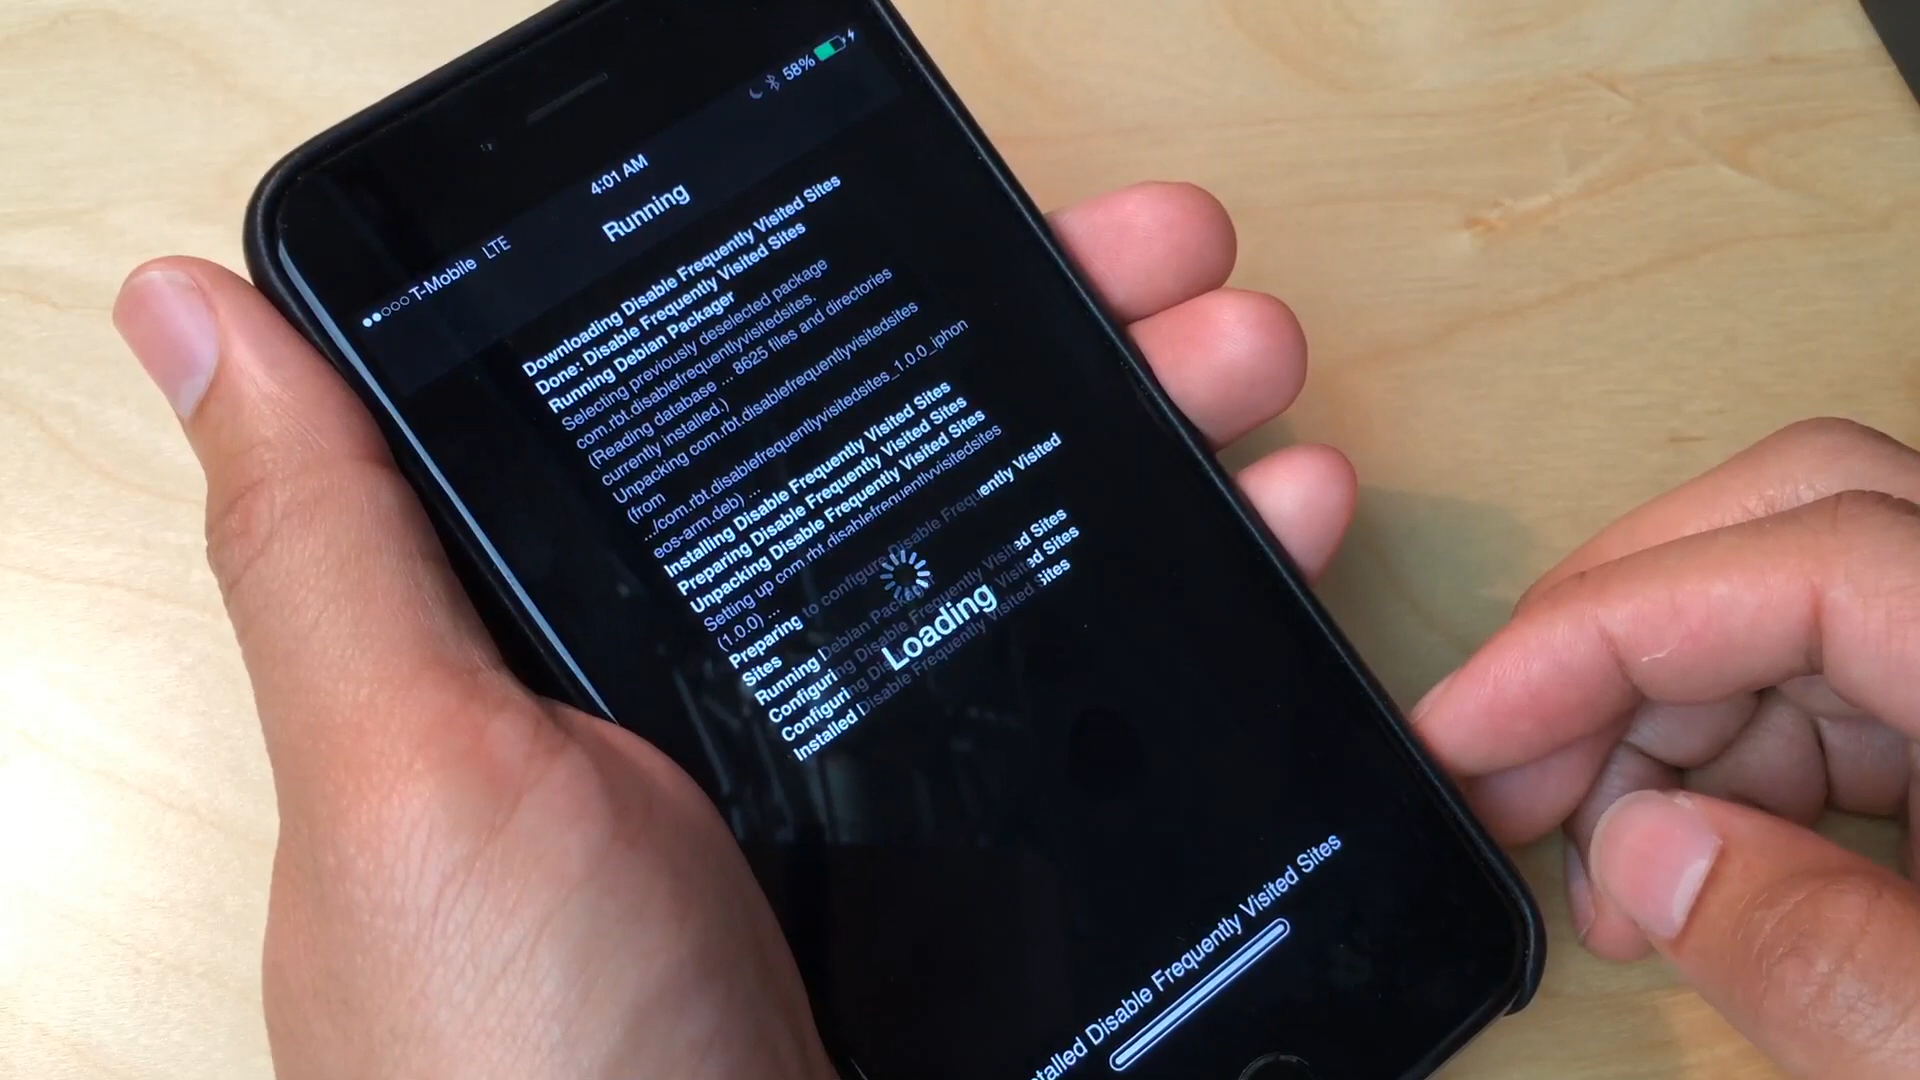 T-Mobile LTE 4:01 AM 58%
Running
Downloading Disable Frequently Visited Sites
Done: Disable Frequently Visited Sites
Running Debian Packager
Selecting previously deselected package
com.rbt.disablefrequentlyvisitedsites.
(Reading database ... 8625 files and directories
currently installed.)
Unpacking com.rbt.disablefrequentlyvisitedsites
(from
.../com.rbt.disablefrequentlyvisitedsites_1.0.0_iphon
eos-arm.deb) ...
Installing Disable Frequently Visited Sites
Preparing Disable Frequently Visited Sites
Unpacking Disable Frequently Visited Sites
Setting up com.rbt.disablefrequentlyvisitedsites
(1.0.0) ...
Preparing to configure Disable Frequently Visited
Sites
Running Debian Packager
Configuring Disable Frequently Visited Sites
Configuring Disable Frequently Visited Sites
Installed Disable Frequently Visited Sites
Loading
talled Disable Frequently Visited Sites